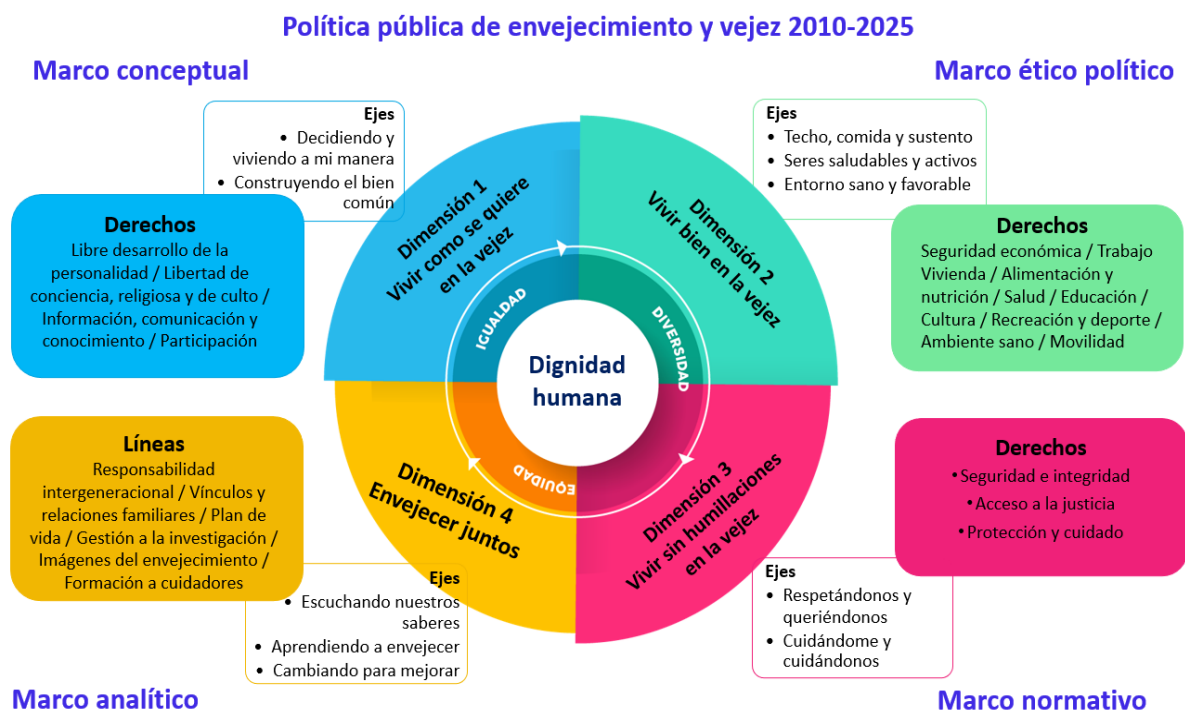 Política pública de envejecimiento y vejez 2010-2025
Marco conceptual
Marco ético político
Ejes
• Decidiendo y
viviendo a mi manera
• Construyendo el bien
común
Derechos
Libre desarrollo de la
personalidad / Libertad de
conciencia, religiosa y de culto /
Información, comunicación y
conocimiento / Participación
Dimensión 1
Vivir como se quiere
en la vejez
IGUALDAD
Dimensión 2
Vivir bien en la vejez
DIVERSIDAD
Ejes
• Techo, comida y sustento
• Seres saludables y activos
• Entorno sano y favorable
Derechos
Seguridad económica / Trabajo
Vivienda / Alimentación y
nutrición / Salud / Educación /
Cultura / Recreación y deporte /
Ambiente sano / Movilidad
Dignidad
humana
Líneas
Responsabilidad
intergeneracional / Vínculos y
relaciones familiares / Plan de
vida / Gestión a la investigación /
Imágenes del envejecimiento /
Formación a cuidadores
Ejes
• Escuchando nuestros
saberes
• Aprendiendo a envejecer
• Cambiando para mejorar
Dimensión 4
Envejecer juntos
EQUIDAD
Dimensión 3
Vivir sin humillaciones
en la vejez
Derechos
•Seguridad e integridad
•Acceso a la justicia
•Protección y cuidado
Ejes
• Respetándonos y
queriéndonos
• Cuidándome y
cuidándonos
Marco analítico
Marco normativo